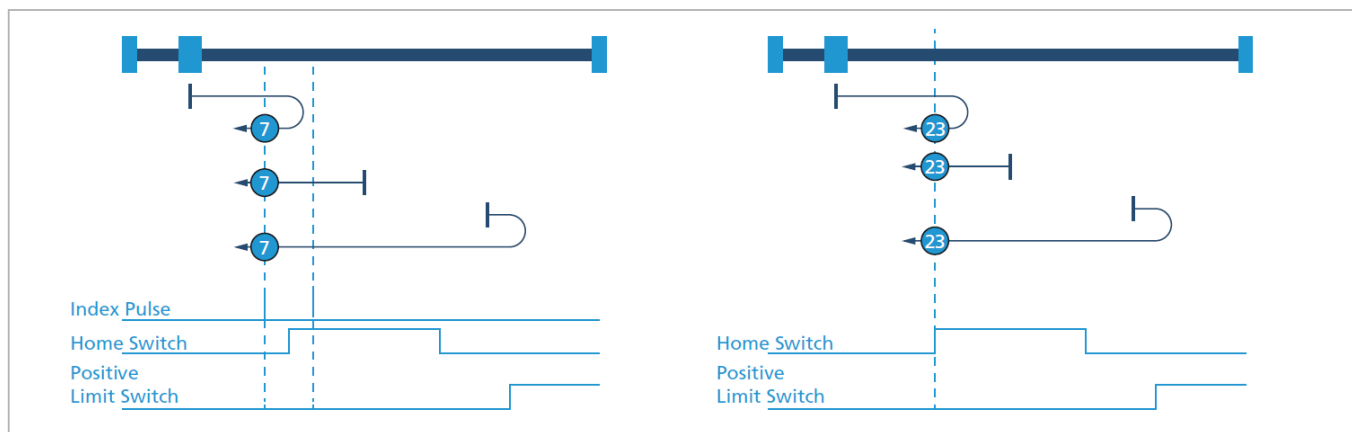 7
7
7
Index Pulse
Home Switch
Positive
Limit Switch
23
23
23
Home Switch
Positive
Limit Switch